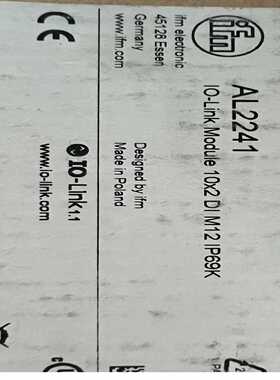 ifm
ifm electronic
45128 Essen
Germany
www.ifm.com
CE
AL2241
IO-Link Module 10x2 DI M12 IP69K
Designed by ifm
Made in Poland
IO-Link 1.1
www.io-link.com